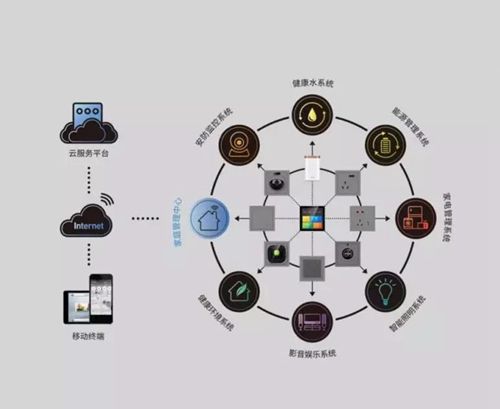 健康水系统
安防监控系统
能源管理系统
云服务平台
家庭管理中心
家电管理系统
Internet
健康环境系统
智能照明系统
移动终端
影音娱乐系统